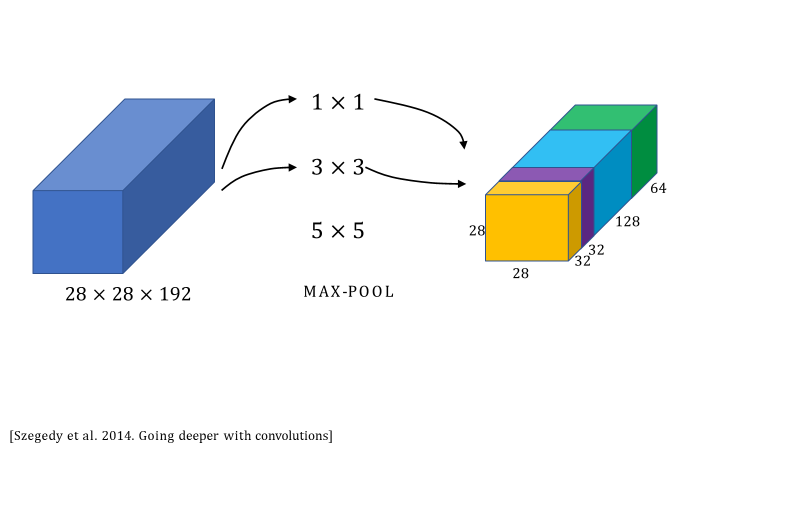 1 × 1
3 × 3
5 × 5
MAX-POOL
28 × 28 × 192
64
128
32
32
28
28
[Szegedy et al. 2014. Going deeper with convolutions]